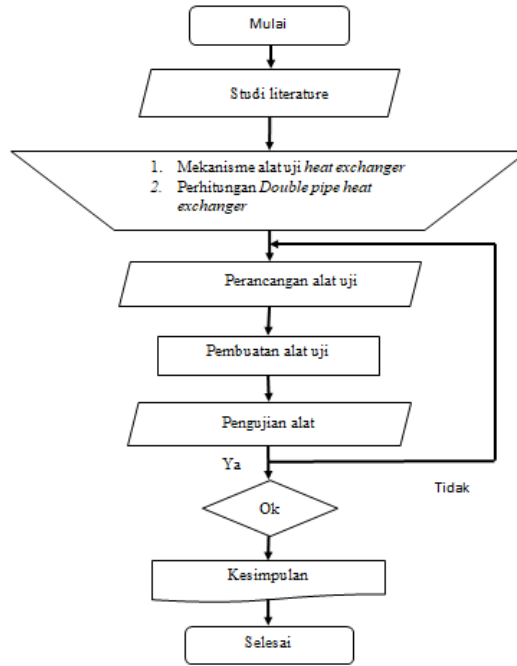 Mulai
Studi literature
1. Mekanisme alat uji heat exchanger
2. Perhitungan Double pipe heat
exchanger
Perancangan alat uji
Pembuatan alat uji
Pengujian alat
Ya
Tidak
Ok
Kesimpulan
Selesai